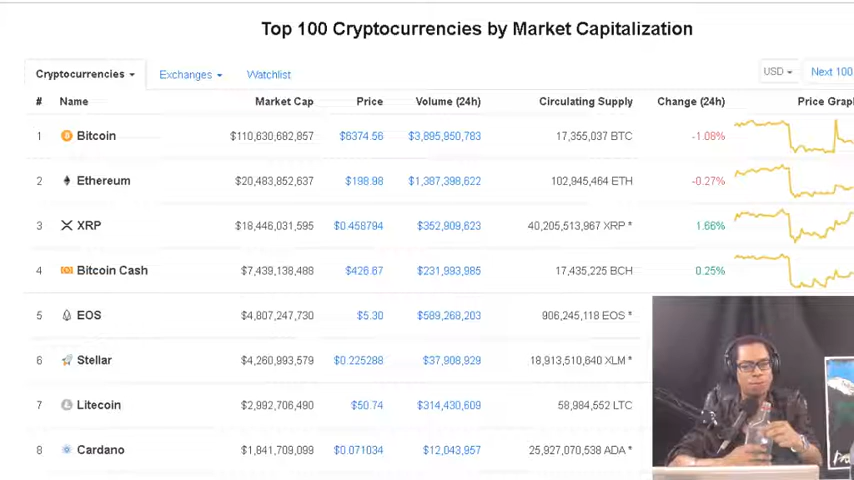 Top 100 Cryptocurrencies by Market Capitalization
Cryptocurrencies Exchanges Watchlist USD Next 100
# Name Market Cap Price Volume (24h) Circulating Supply Change (24h) Price Grap
1 Bitcoin $110,630,682,857 $6374.56 $3,895,950,783 17,355,037 BTC -1.08%
2 Ethereum $20,483,852,637 $198.98 $1,387,398,622 102,945,464 ETH -0.27%
3 XRP $18,446,031,595 $0.458794 $352,909,623 40,205,513,967 XRP * 1.66%
4 Bitcoin Cash $7,439,138,488 $426.67 $231,993,985 17,435,225 BCH 0.25%
5 EOS $4,807,247,730 $5.30 $589,268,203 906,245,118 EOS *
6 Stellar $4,260,993,579 $0.225288 $37,908,929 18,913,510,640 XLM *
7 Litecoin $2,992,706,490 $50.74 $314,430,609 58,984,552 LTC
8 Cardano $1,841,709,099 $0.071034 $12,043,957 25,927,070,538 ADA *